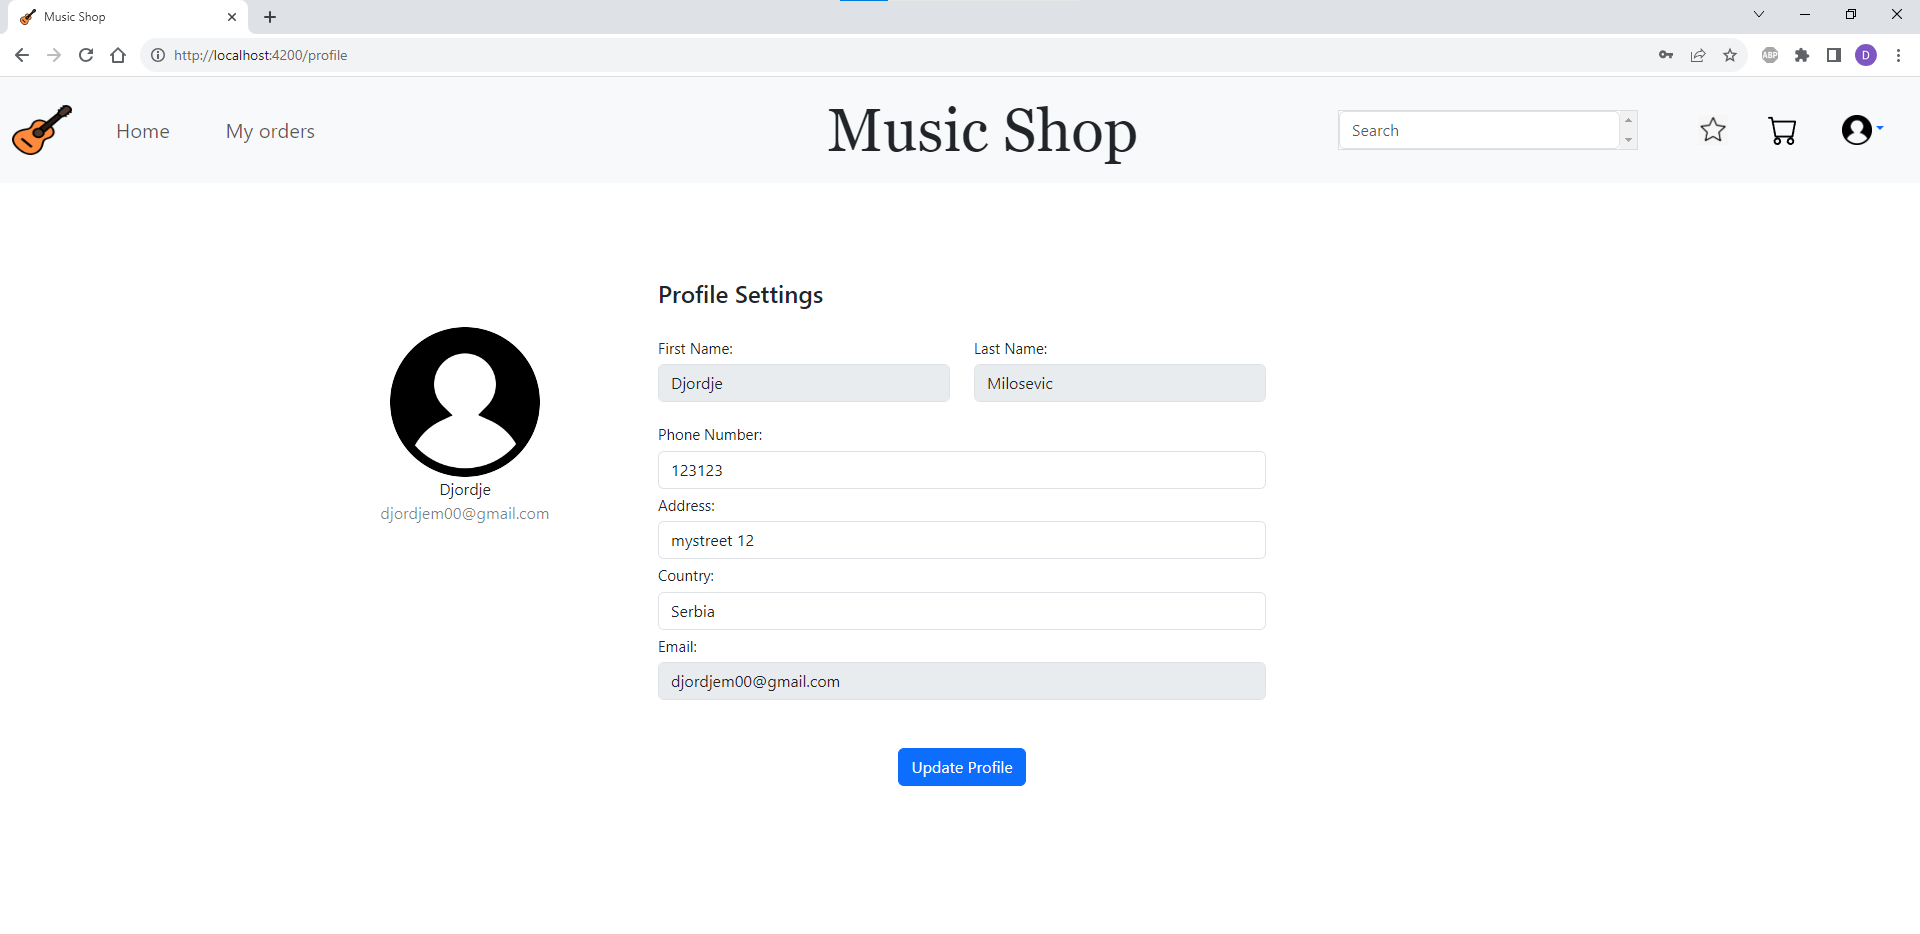 Music Shop
http://localhost:4200/profile
ABP
D
Home
My orders
Music Shop
Search
Profile Settings
First Name:
Last Name:
Djordje
Milosevic
Phone Number:
123123
Djordje
djordjem00@gmail.com
Address:
mystreet 12
Country:
Serbia
Email:
djordjem00@gmail.com
Update Profile